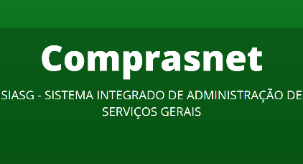 Comprasnet
SIASG - SISTEMA INTEGRADO DE ADMINISTRAÇÃO DE
SERVIÇOS GERAIS